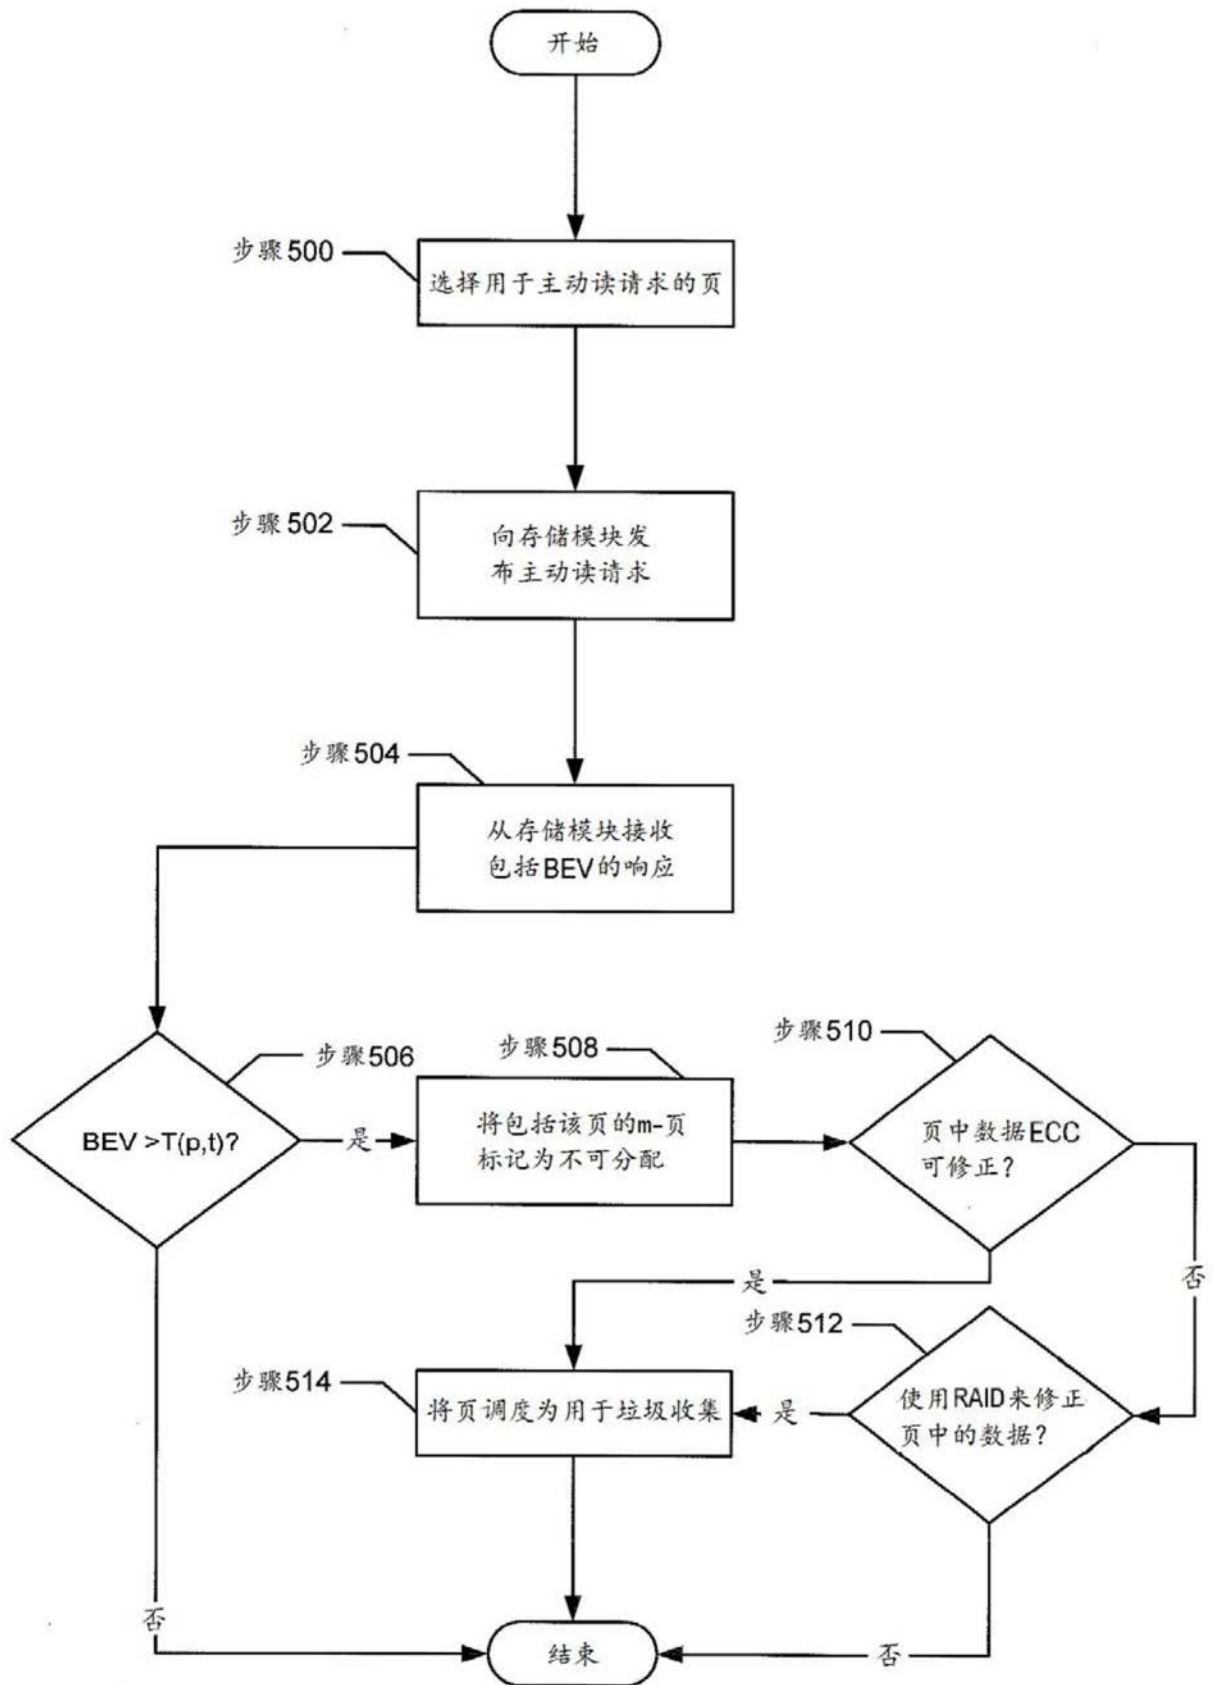 开始
步骤500
选择用于主动读请求的页
步骤502
向存储模块发
布主动读请求
步骤504
从存储模块接收
包括BEV的响应
步骤506
BEV >T(p,t)?
是
步骤508
将包括该页的m-页
标记为不可分配
步骤510
页中数据ECC
可修正?
是
否
步骤512
使用RAID来修正
页中的数据?
是
步骤514
将页调度为用于垃圾收集
否
结束
否